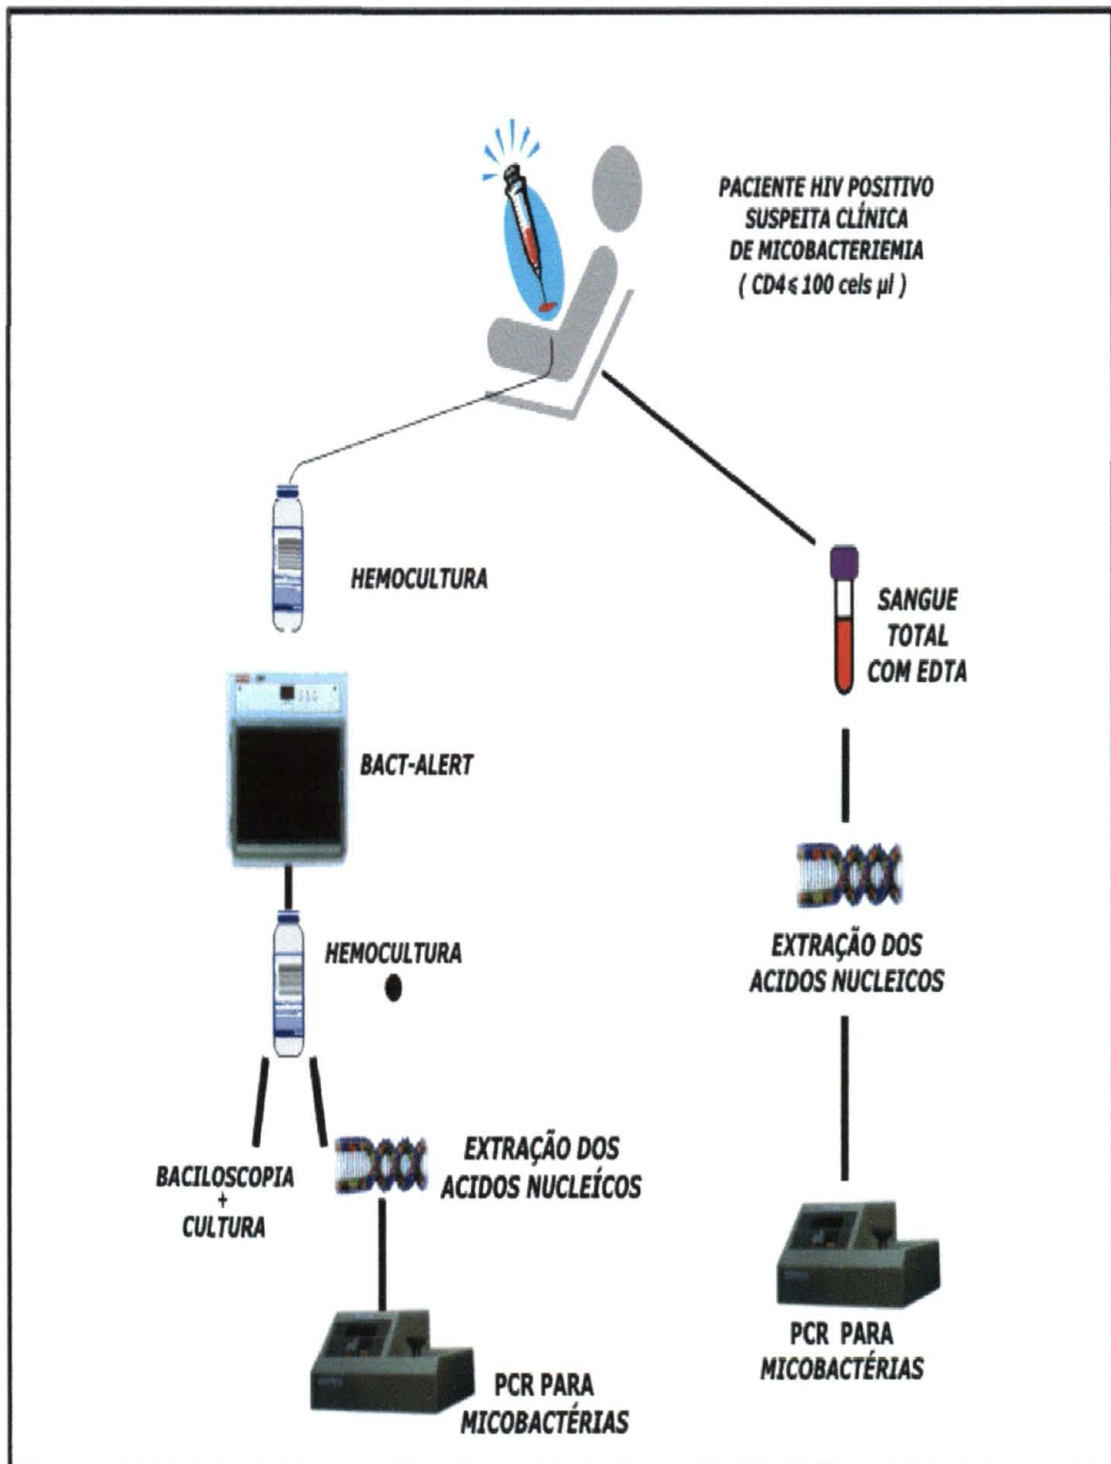 PACIENTE HIV POSITIVO
SUSPEITA CLÍNICA
DE MICOBACTERIEMIA
( CD4≤ 100 cels µl )
HEMOCULTURA
SANGUE
TOTAL
COM EDTA
BACT-ALERT
HEMOCULTURA
EXTRAÇÃO DOS
ACIDOS NUCLEICOS
BACILOSCOPIA
+
CULTURA
EXTRAÇÃO DOS
ACIDOS NUCLEÍCOS
PCR PARA
MICOBACTÉRIAS
PCR PARA
MICOBACTÉRIAS